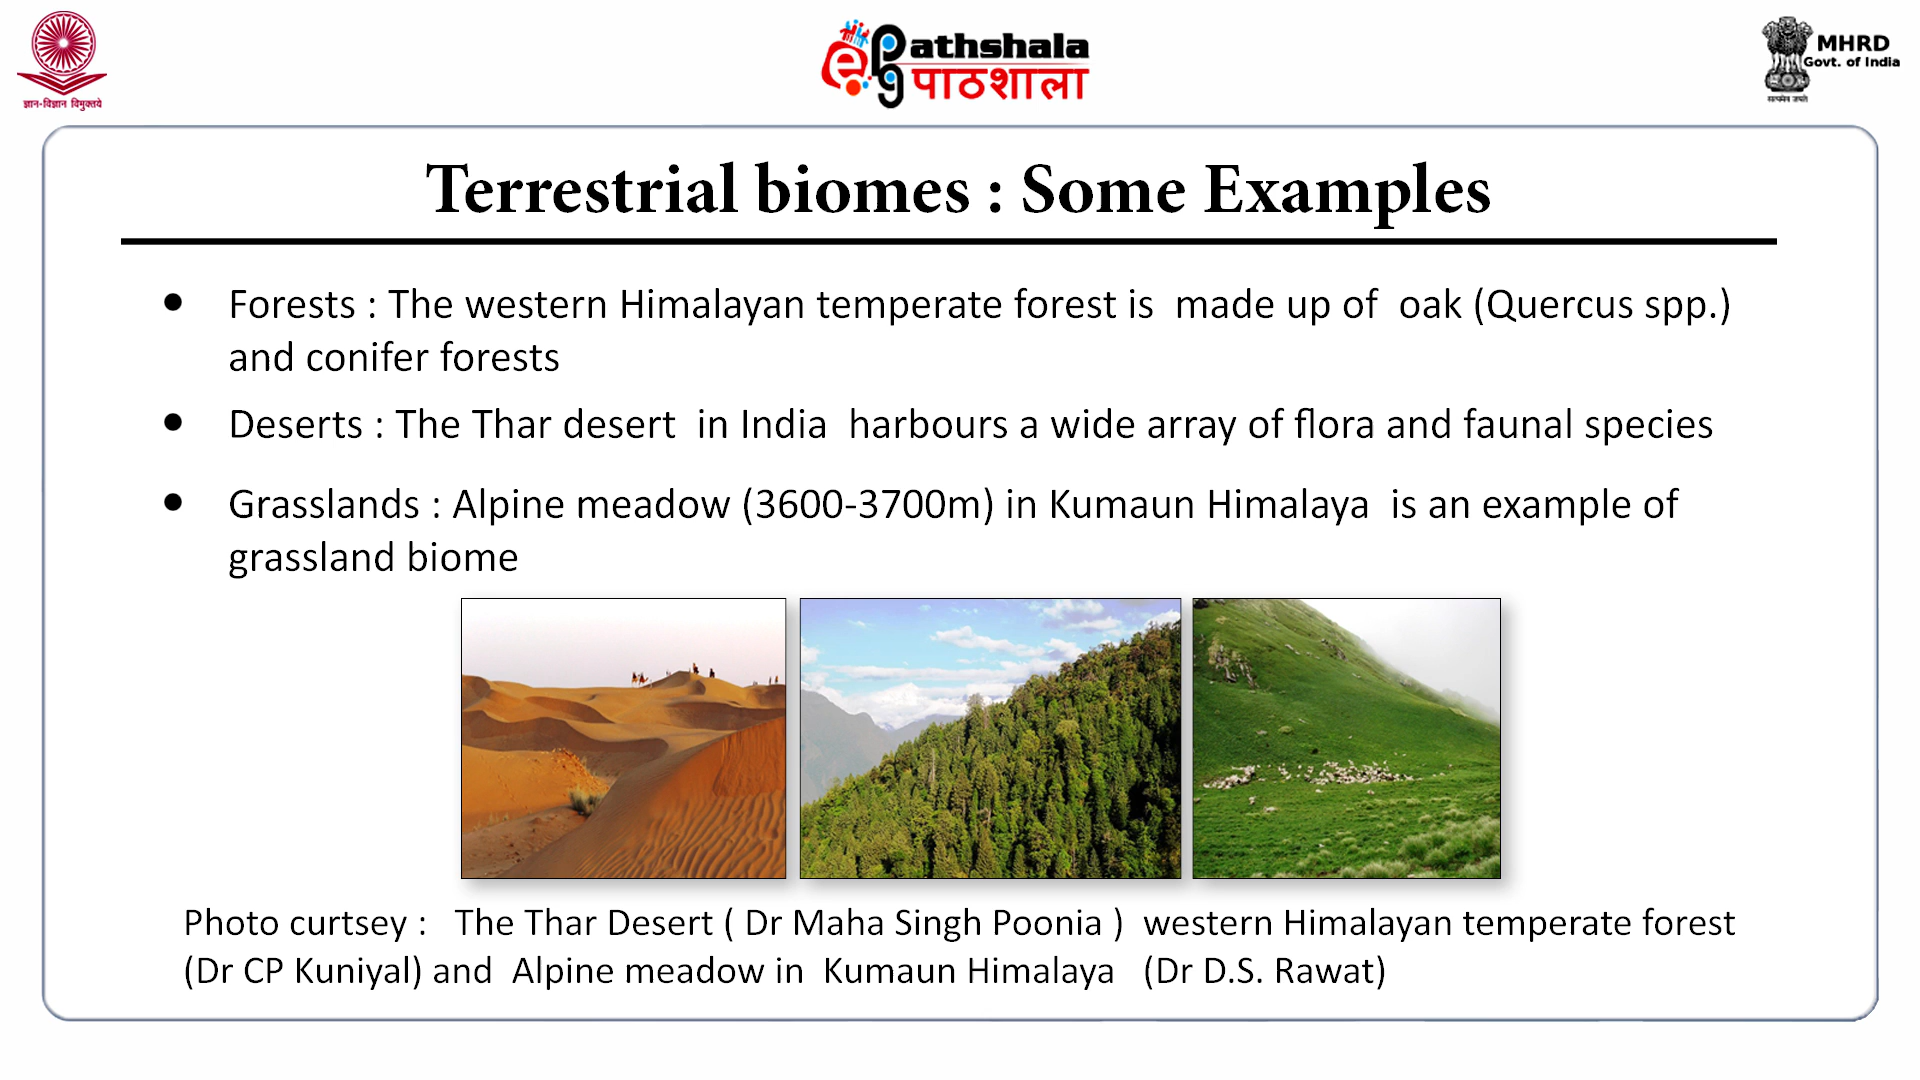 ज्ञान-विज्ञान विमुक्तये
ePathshala
पाठशाला
MHRD
Govt. of India
सत्यमेव जयते
Terrestrial biomes : Some Examples
• Forests : The western Himalayan temperate forest is made up of oak (Quercus spp.)
and conifer forests
• Deserts : The Thar desert in India harbours a wide array of flora and faunal species
• Grasslands : Alpine meadow (3600-3700m) in Kumaun Himalaya is an example of
grassland biome
Photo curtsey : The Thar Desert ( Dr Maha Singh Poonia ) western Himalayan temperate forest
(Dr CP Kuniyal) and Alpine meadow in Kumaun Himalaya (Dr D.S. Rawat)